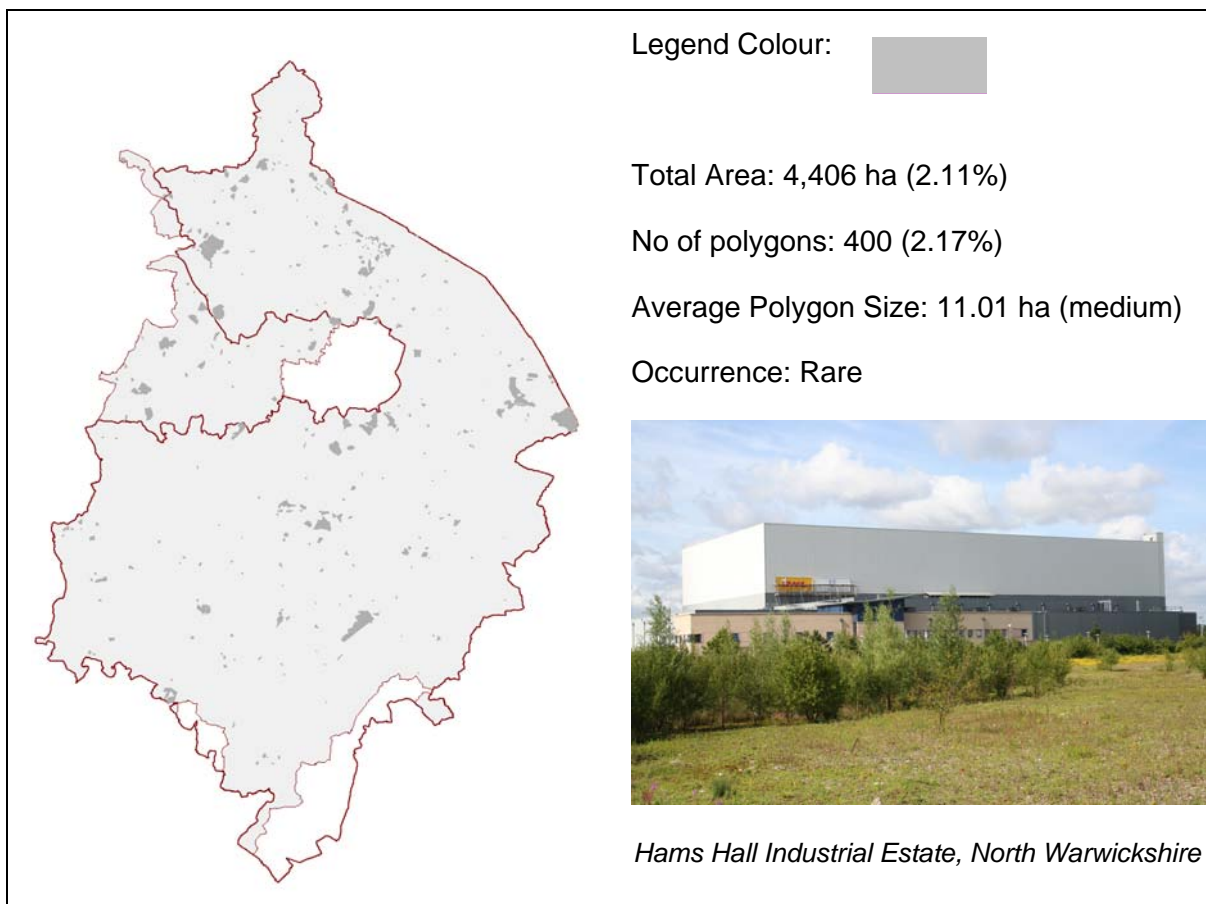 Legend Colour:
Total Area: 4,406 ha (2.11%)
No of polygons: 400 (2.17%)
Average Polygon Size: 11.01 ha (medium)
Occurrence: Rare
Hams Hall Industrial Estate, North Warwickshire